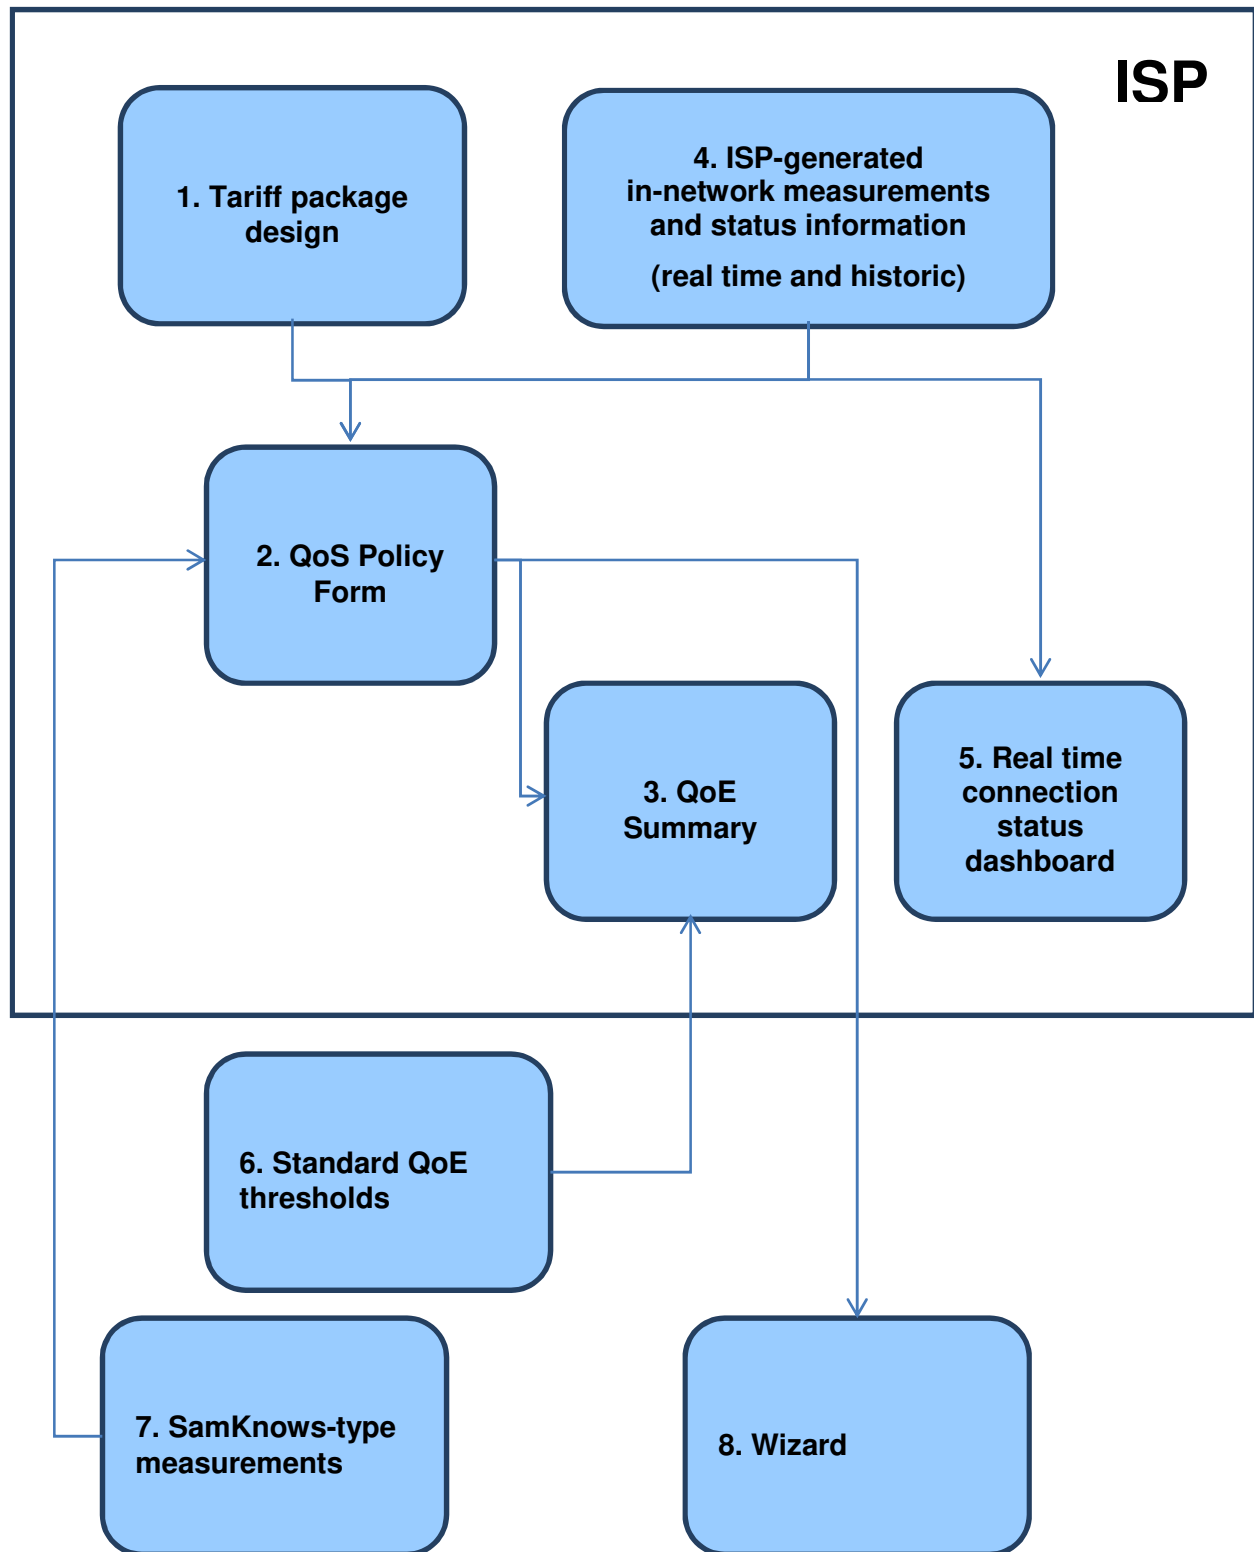 ISP
1. Tariff package
design
4. ISP-generated
in-network measurements
and status information
(real time and historic)
2. QoS Policy
Form
3. QoE
Summary
5. Real time
connection
status
dashboard
6. Standard QoE
thresholds
7. SamKnows-type
measurements
8. Wizard